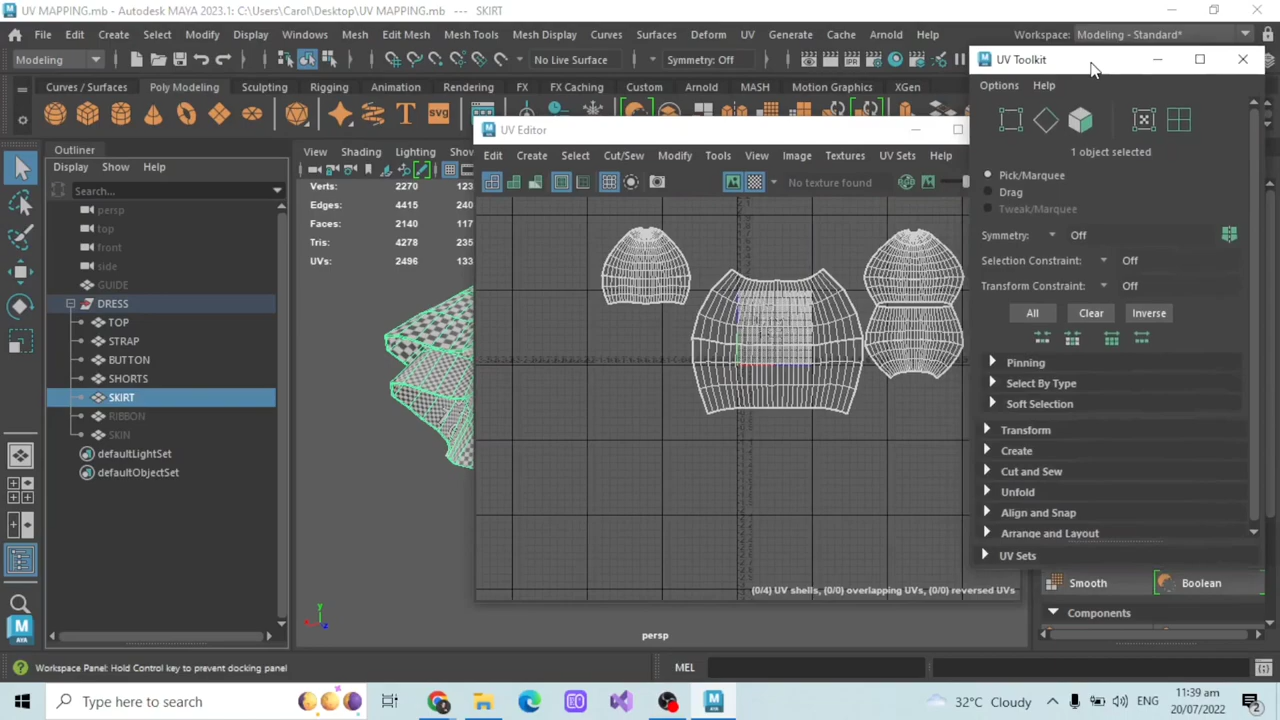 UV MAPPING.mb - Autodesk MAYA 2023.1: C:\Users\Carol\Desktop\UV MAPPING.mb --- SKIRT
File Edit Create Select Modify Display Windows Mesh Edit Mesh Mesh Tools Mesh Display Curves Surfaces Deform UV Generate Cache Arnold Help Workspace: Modeling - Standard*
Modeling No Live Surface Symmetry: Off
Curves / Surfaces Poly Modeling Sculpting Rigging Animation Rendering FX FX Caching Custom Arnold MASH Motion Graphics XGen
UV Toolkit
Options Help
1 object selected
Pick/Marquee
Drag
Tweak/Marquee
Symmetry: Off
Selection Constraint: Off
Transform Constraint: Off
All Clear Inverse
Pinning
Select By Type
Soft Selection
Transform
Create
Cut and Sew
Unfold
Align and Snap
Arrange and Layout
UV Sets
UV Editor
Edit Create Select Cut/Sew Modify Tools View Image Textures UV Sets Help
No texture found
(0/4) UV shells, (0/0) overlapping UVs, (0/0) reversed UVs
Outliner
Display Show Help
Search...
persp
top
front
side
GUIDE
DRESS
TOP
STRAP
BUTTON
SHORTS
SKIRT
RIBBON
SKIN
defaultLightSet
defaultObjectSet
View Shading Lighting Sho
Verts: 2270 123
Edges: 4415 240
Faces: 2140 117
Tris: 4278 235
UVs: 2496 133
persp
Smooth Boolean
Components
Workspace Panel: Hold Control key to prevent docking panel
MEL
Type here to search
32°C Cloudy
ENG
11:39 am
20/07/2022
2